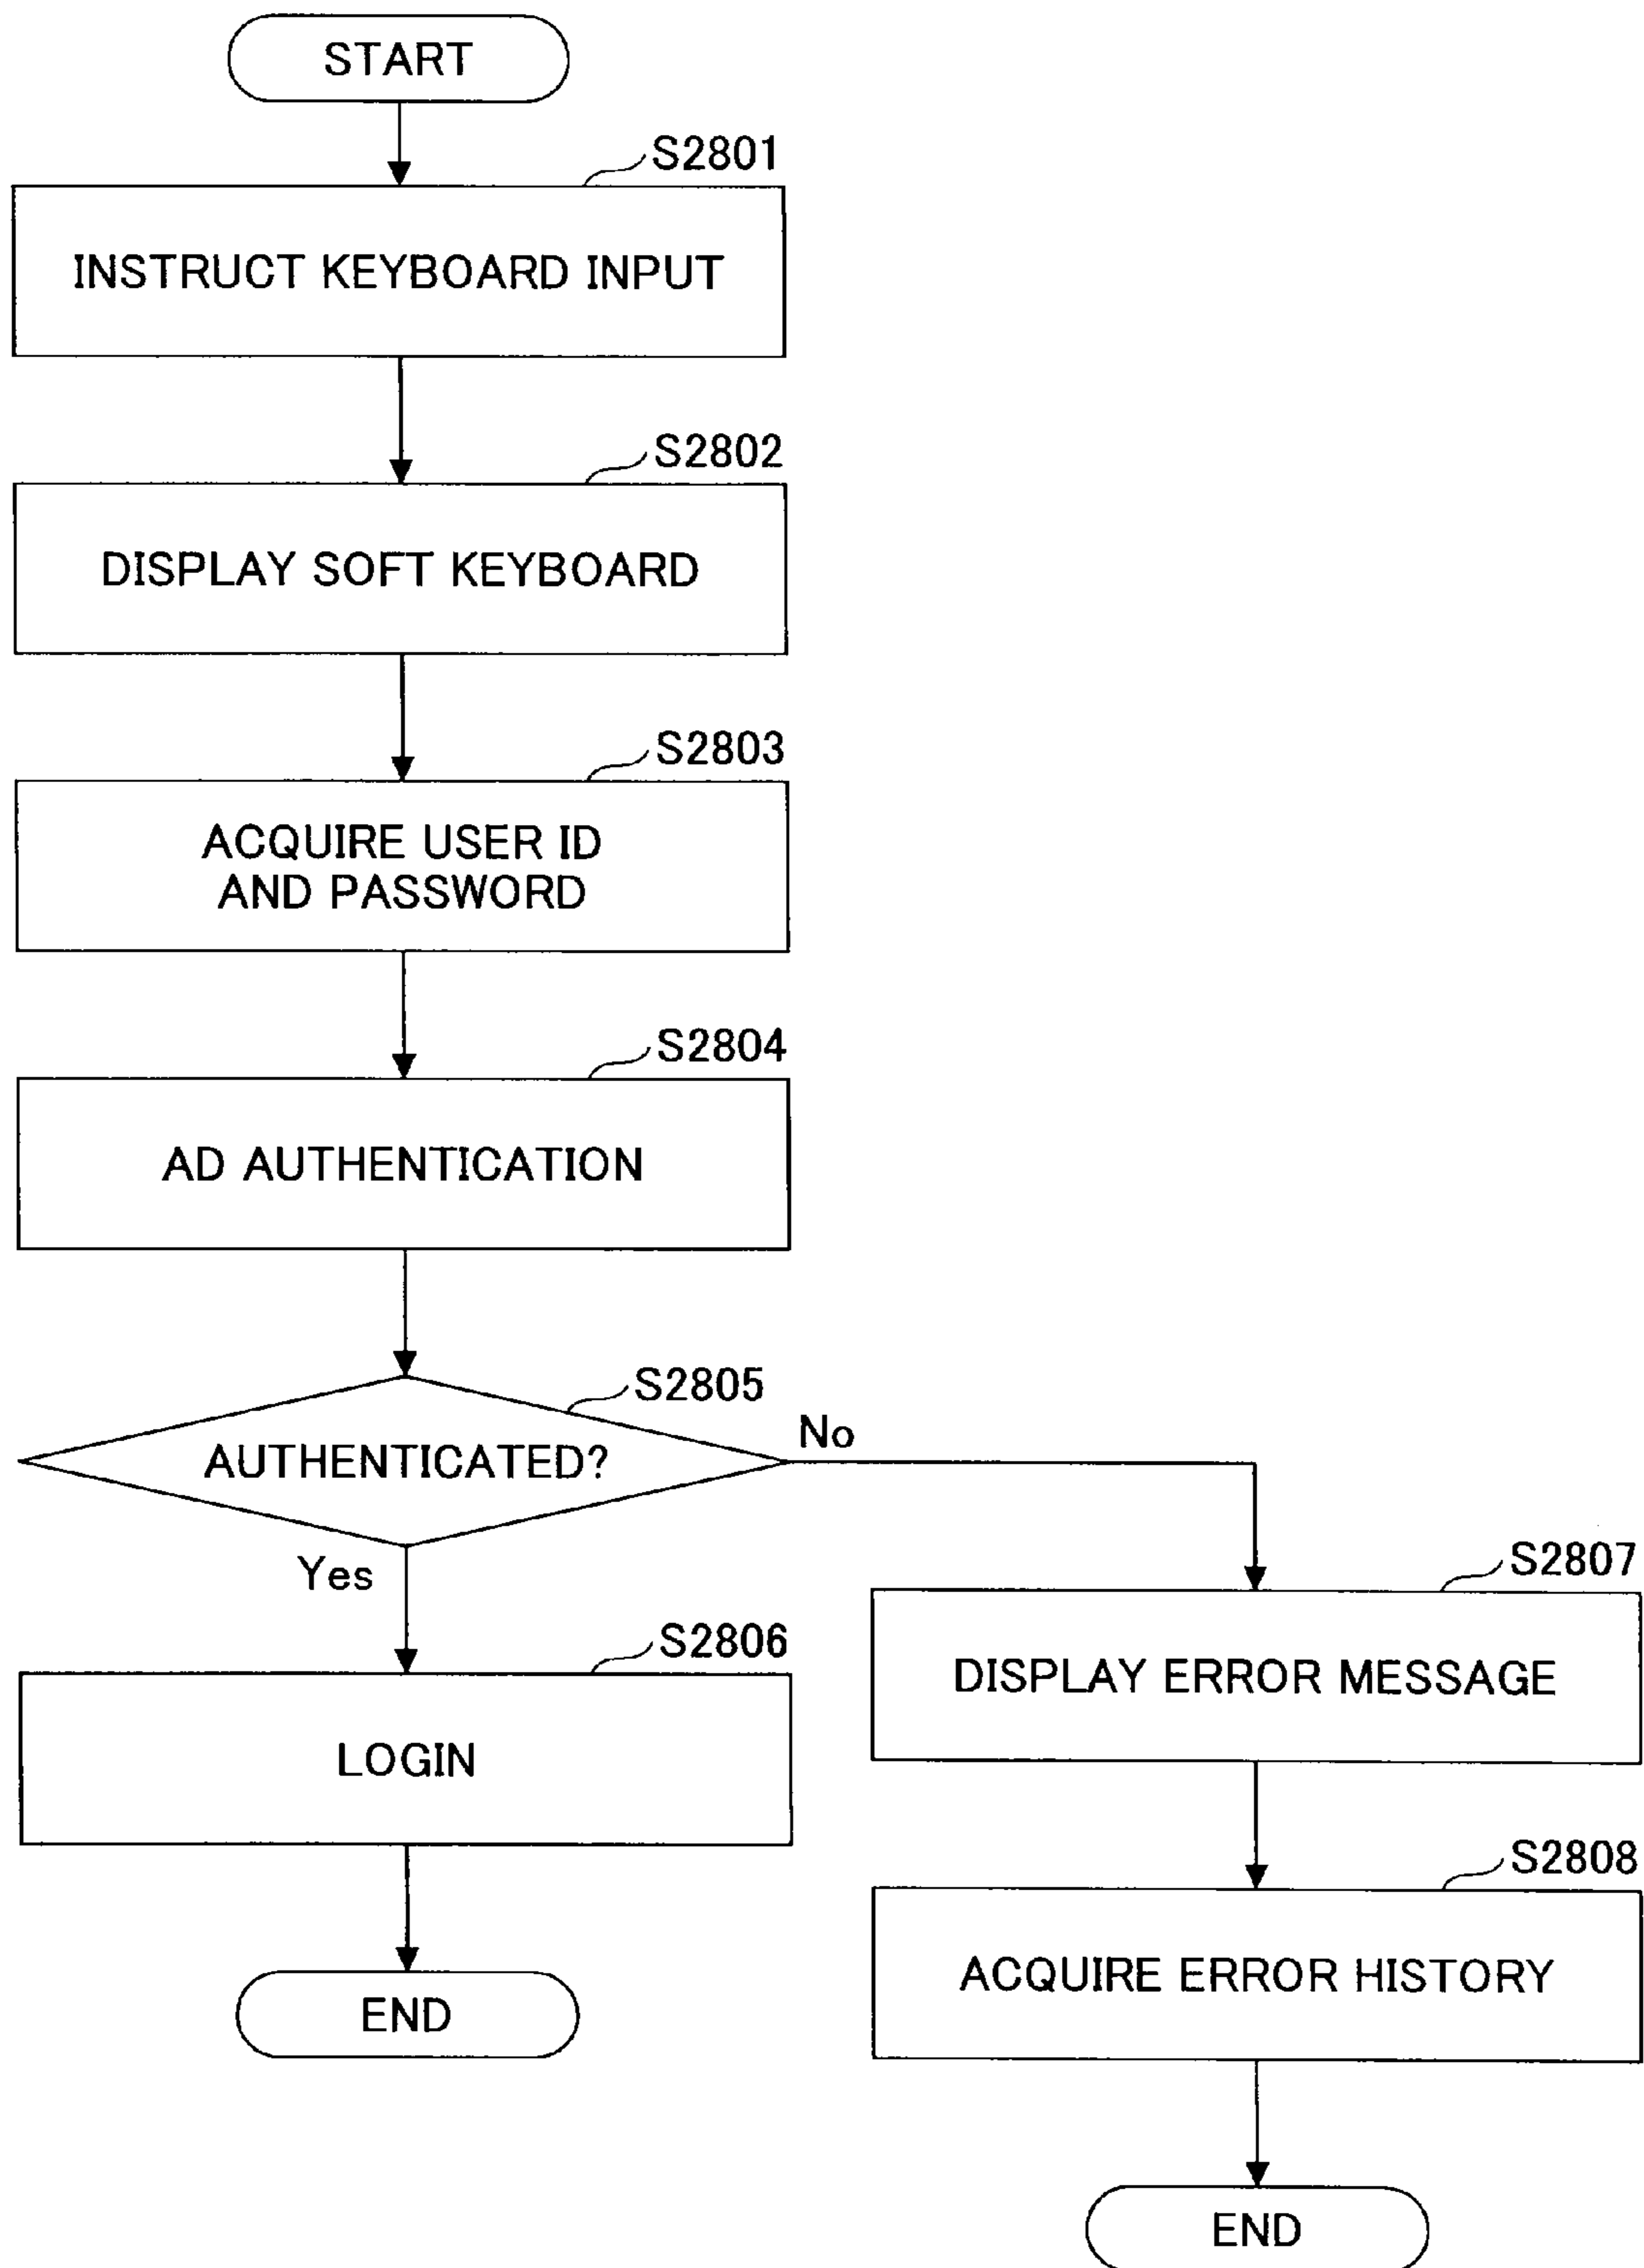 START
S2801
INSTRUCT KEYBOARD INPUT
S2802
DISPLAY SOFT KEYBOARD
S2803
ACQUIRE USER ID
AND PASSWORD
S2804
AD AUTHENTICATION
S2805
AUTHENTICATED?
No
Yes
S2806
LOGIN
END
S2807
DISPLAY ERROR MESSAGE
S2808
ACQUIRE ERROR HISTORY
END